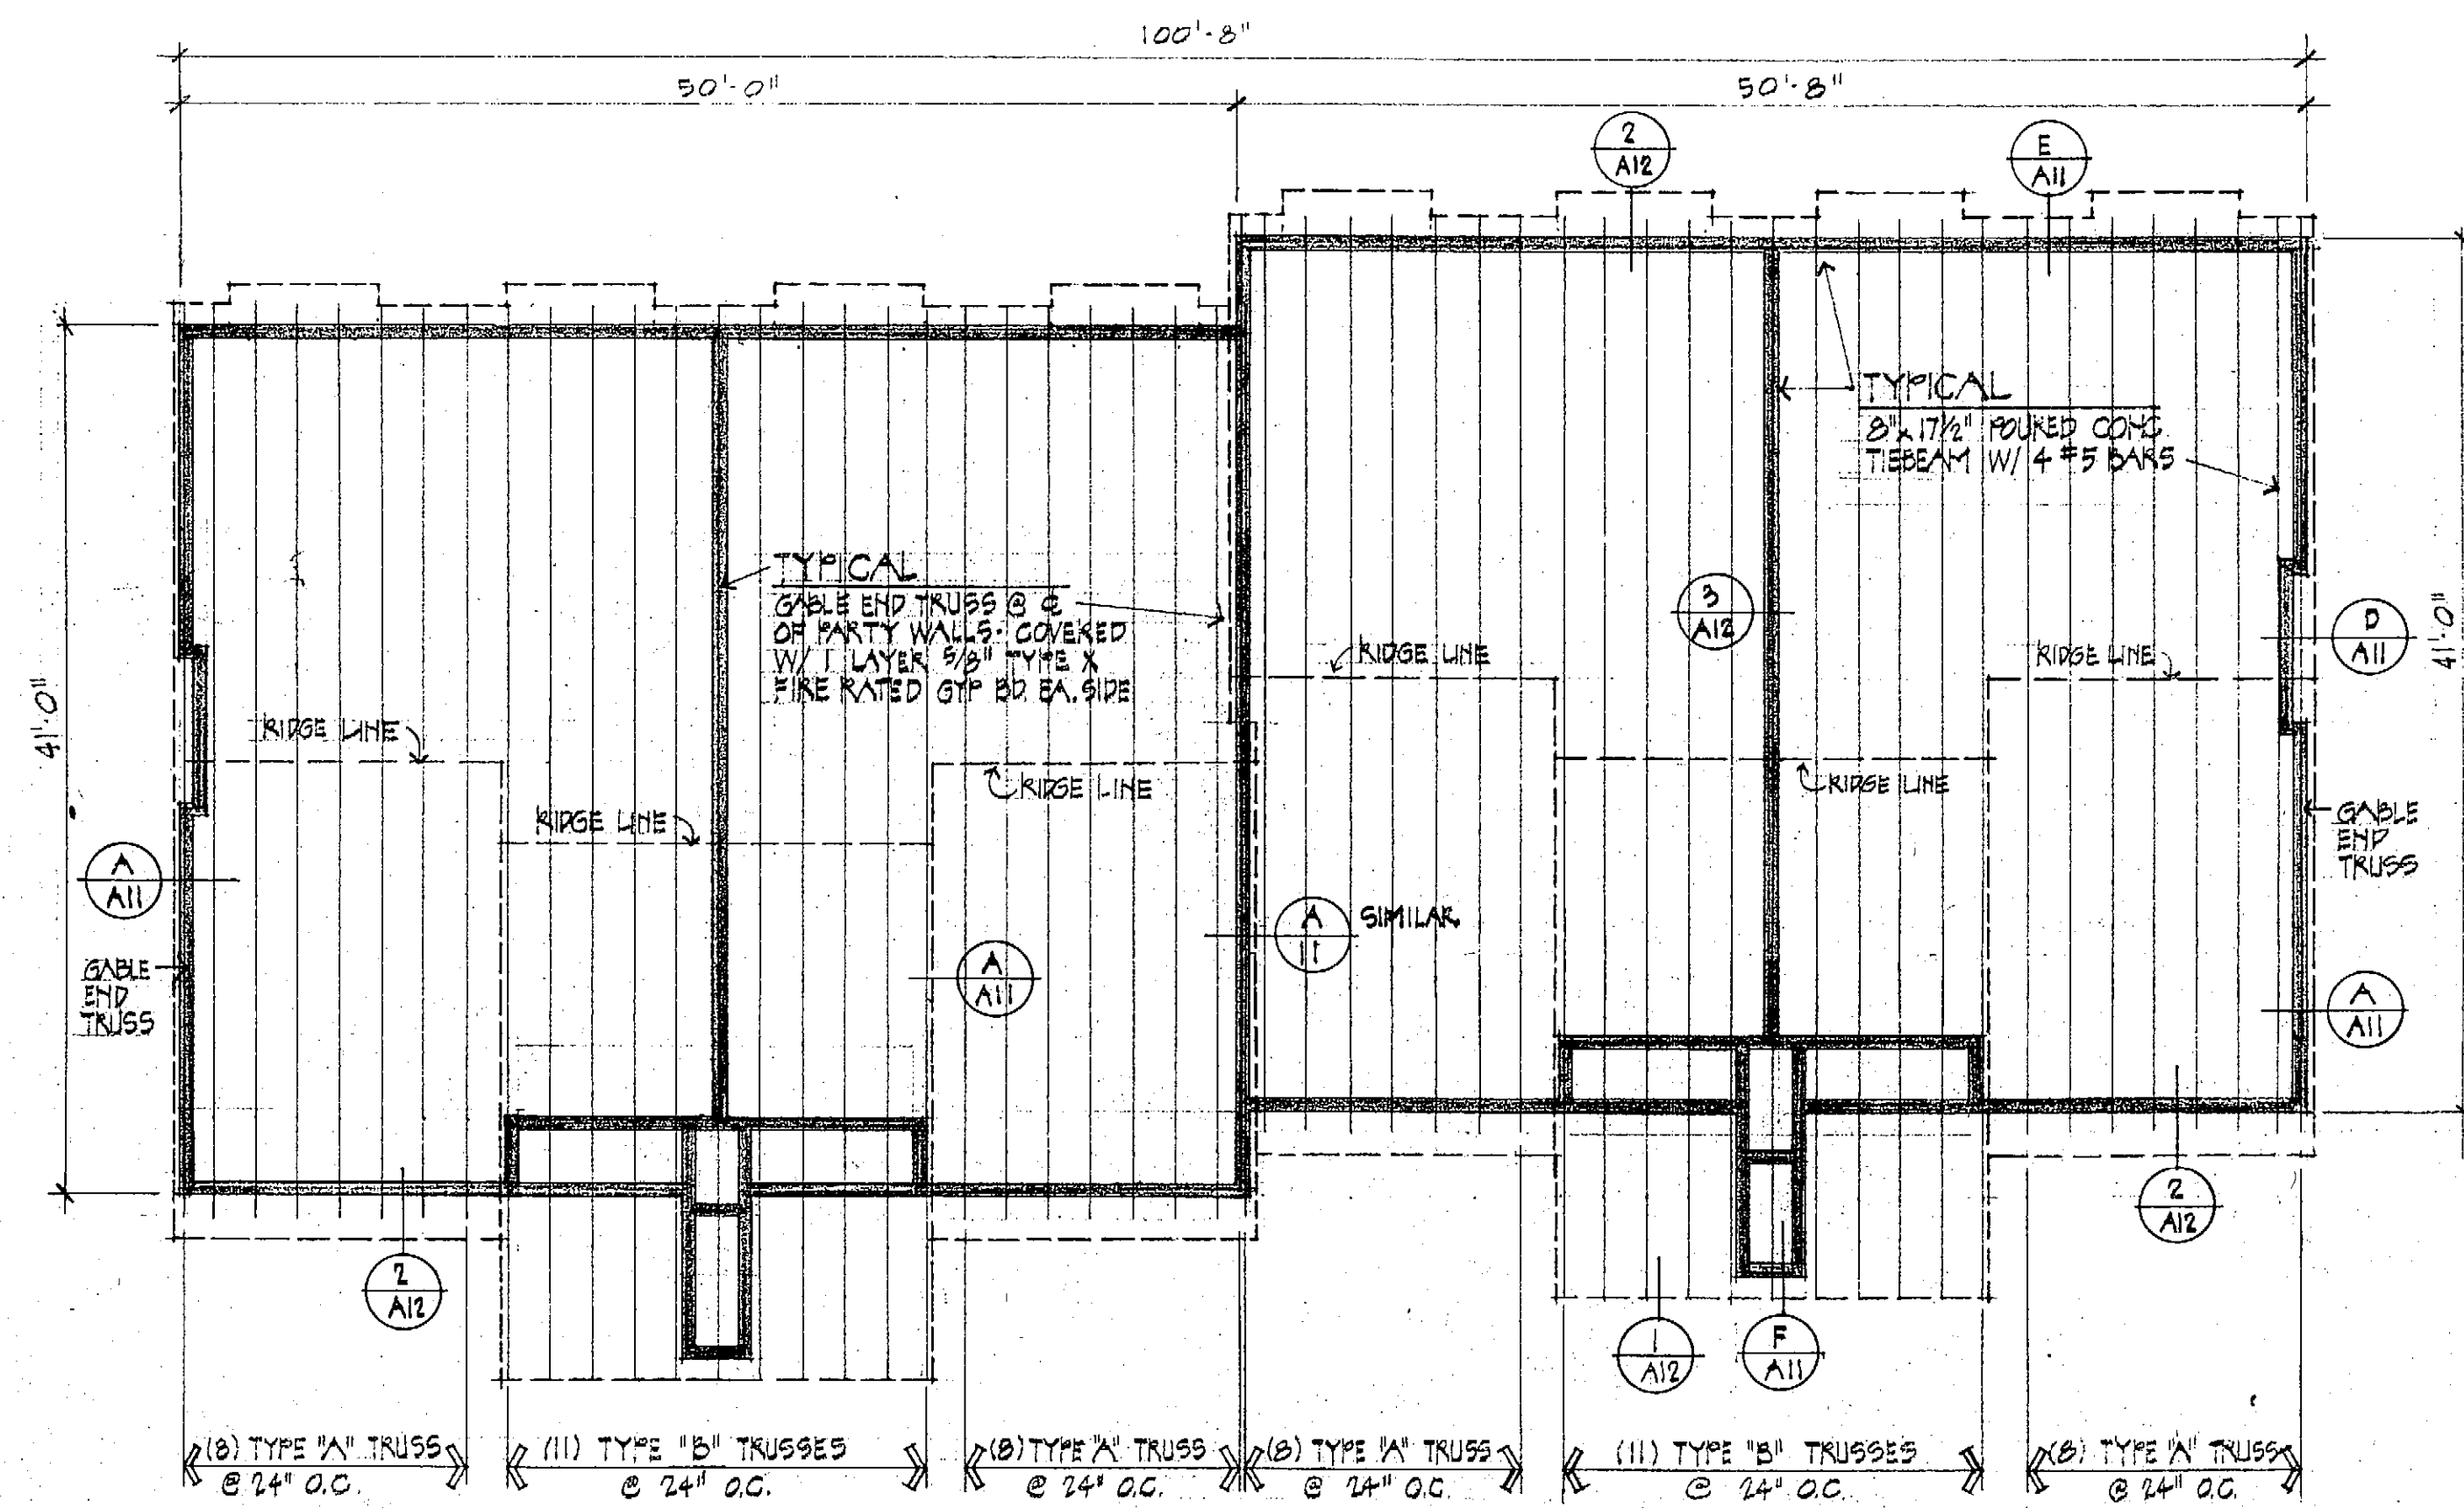 100'-8"
50'-0"
50'-8"
2
A12
E
A11
TYPICAL
8"x17½" POURED CONC.
TIEBEAM W/ 4 #5 BARS
TYPICAL
GABLE END TRUSS @ ℄
OF PARTY WALLS- COVERED
W/ 1 LAYER 5/8" TYPE X
FIRE RATED GYP BD. EA. SIDE
3
A12
D
A11
41'-0"
41'-0"
RIDGE LINE
RIDGE LINE
RIDGE LINE
RIDGE LINE
RIDGE LINE
RIDGE LINE
GABLE
END
TRUSS
A
A11
A
11
SIMILAR
A
A11
GABLE
END
TRUSS
A
A11
2
A12
2
A12
1
A12
F
A11
(8) TYPE "A" TRUSS
@ 24" O.C.
(11) TYPE "B" TRUSSES
@ 24" O.C.
(8) TYPE "A" TRUSS
@ 24" O.C.
(8) TYPE "A" TRUSS
@ 24" O.C.
(11) TYPE "B" TRUSSES
@ 24" O.C.
(8) TYPE "A" TRUSS
@ 24" O.C.